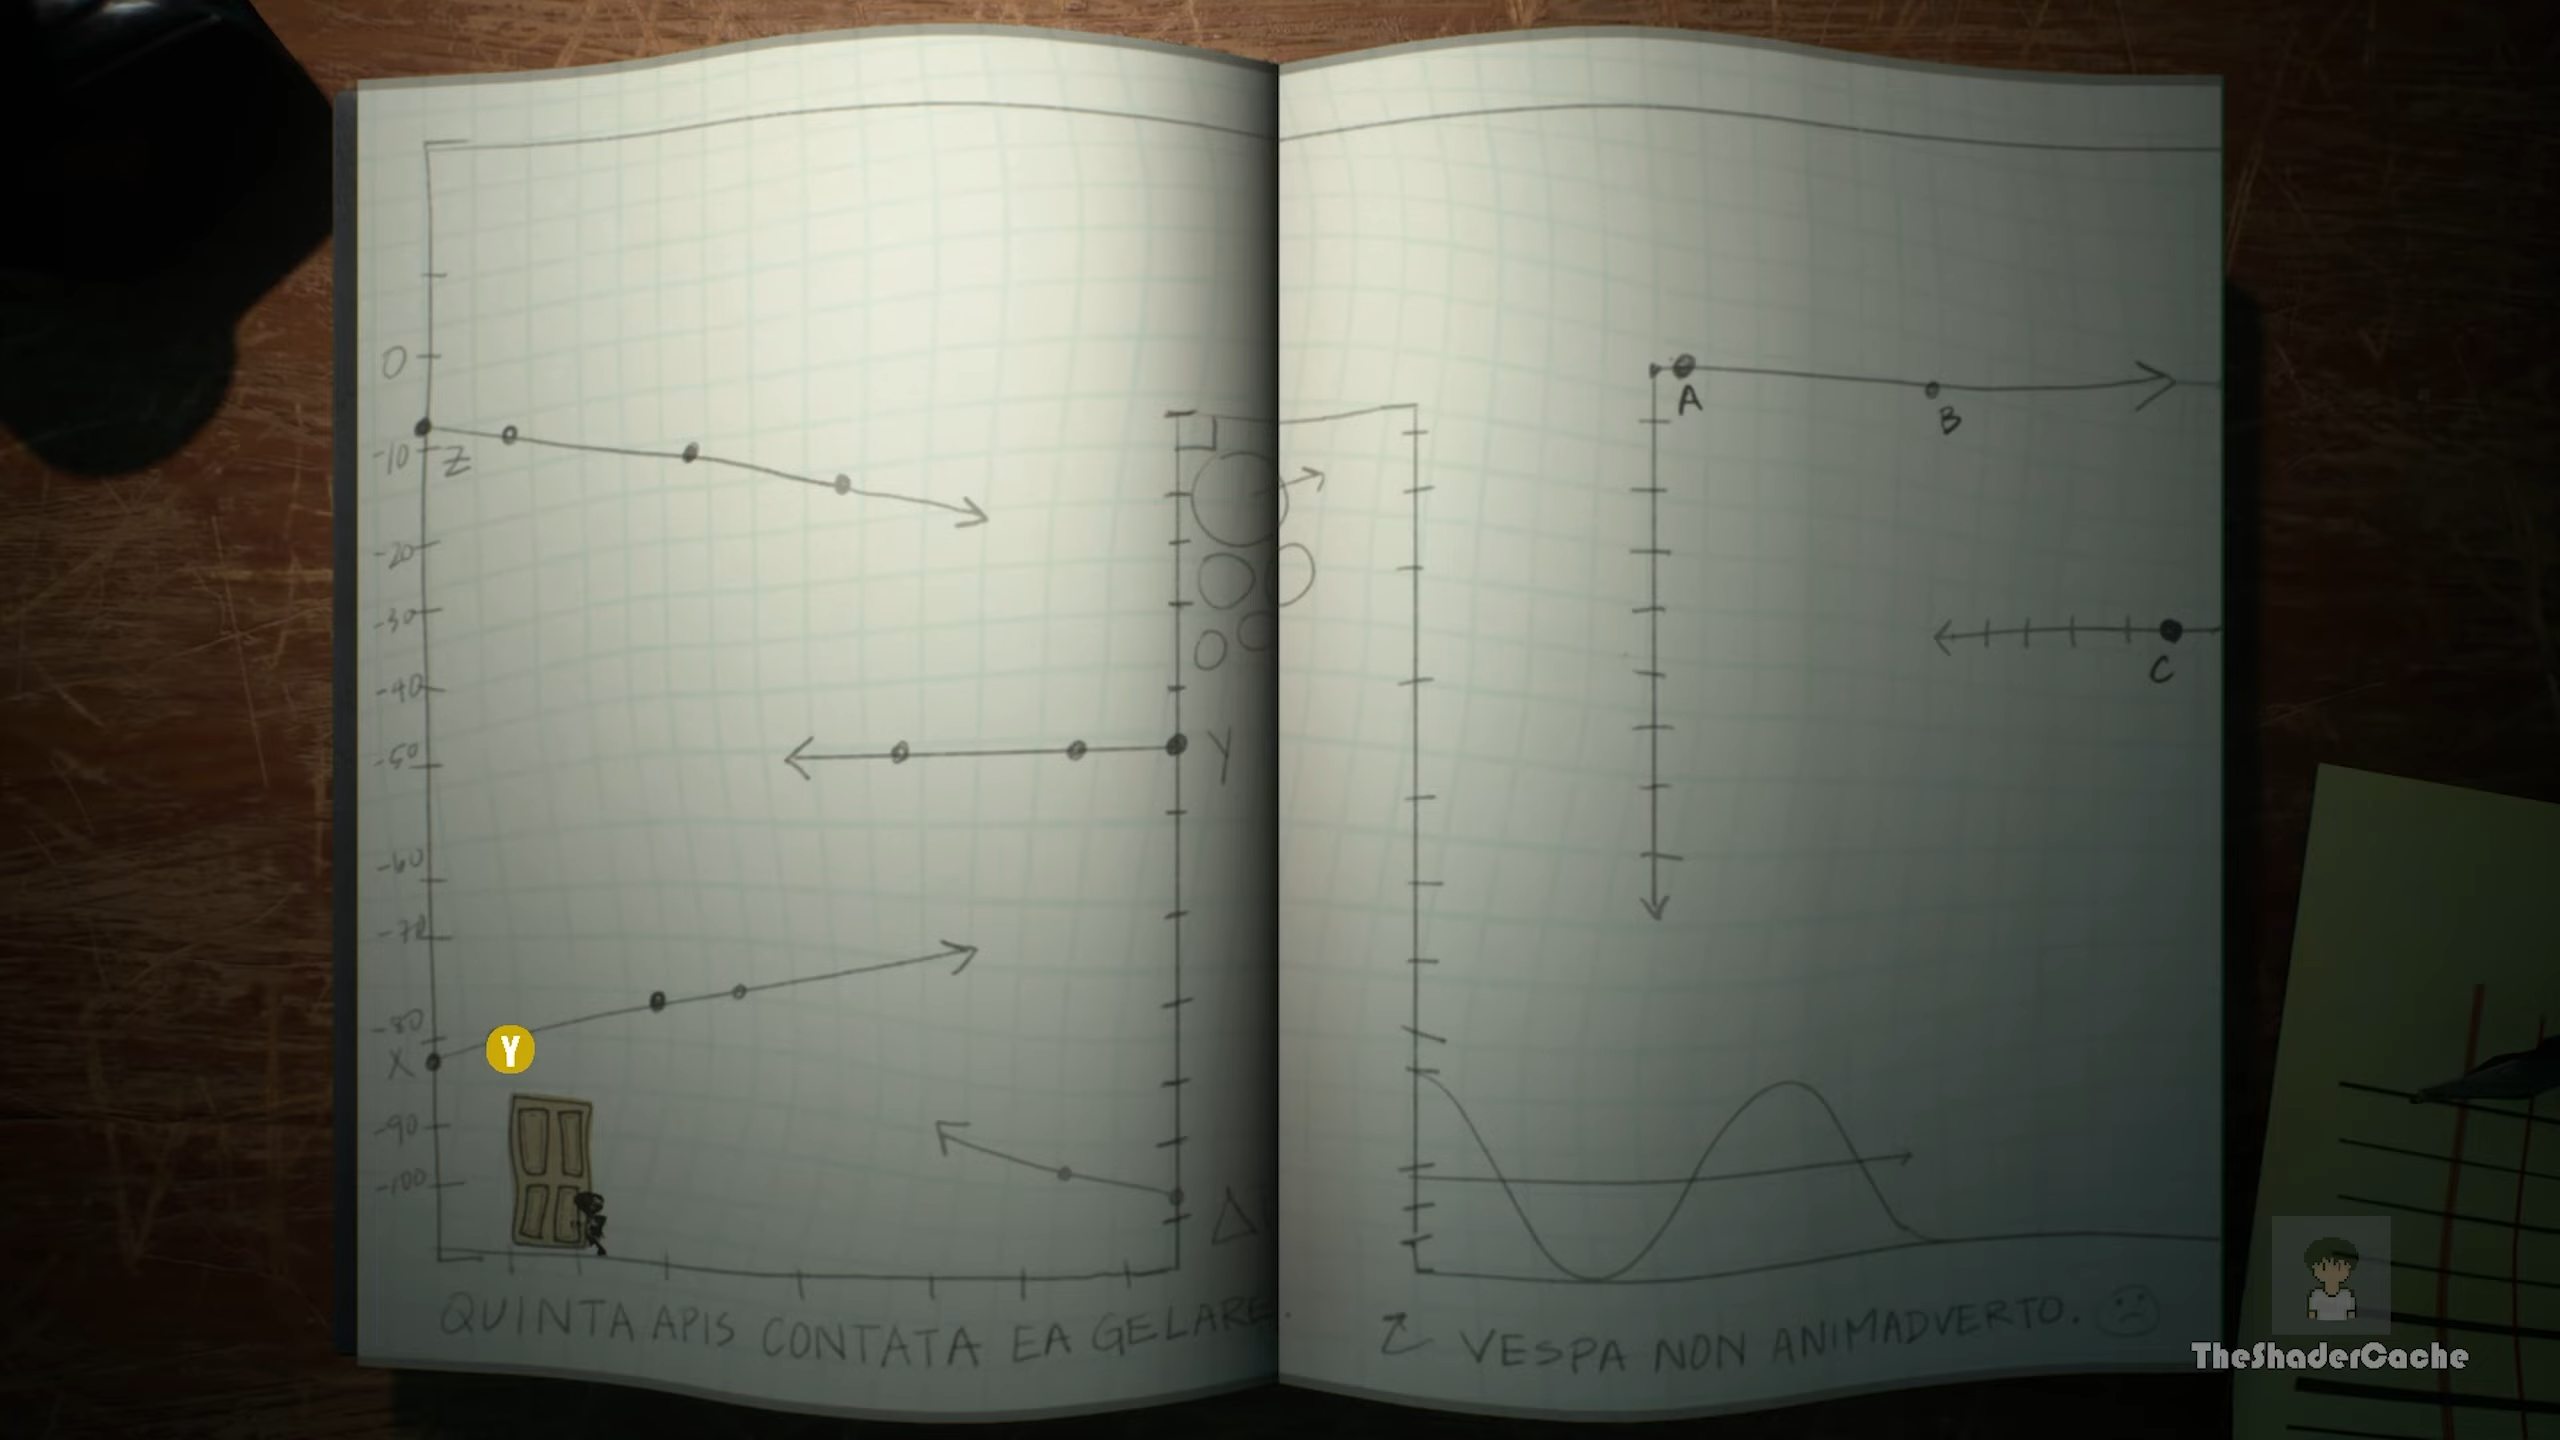 0
-10
Z
-20
-30
-40
-50
Y
-60
-70
-80
X
Y
-90
-100
△
QUINTA APIS CONTATA EA GELARE.
A
B
C
Z VESPA NON ANIMADVERTO.
TheShaderCache